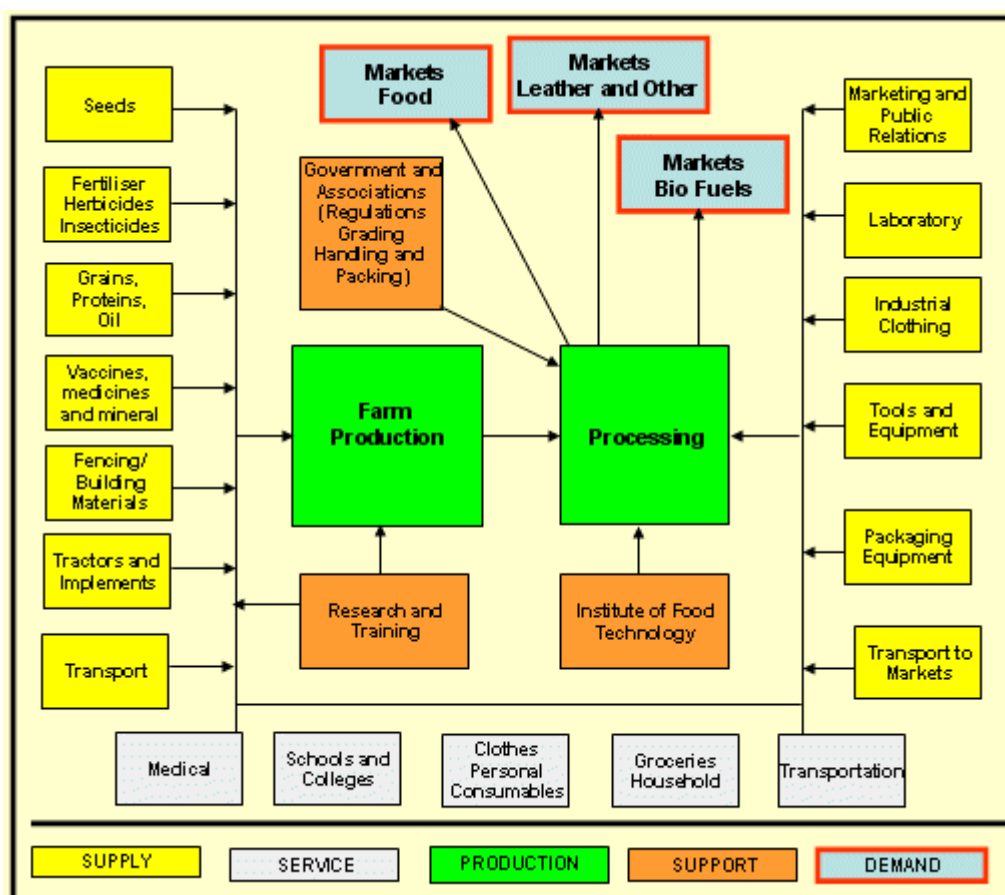 Seeds
Fertiliser
Herbicides
Insecticides
Grains,
Proteins,
Oil
Vaccines,
medicines
and mineral
Fencing/
Building
Materials
Tractors and
Implements
Transport
Markets
Food
Markets
Leather and Other
Markets
Bio Fuels
Government and
Associations
(Regulations
Grading
Handling and
Packing)
Farm
Production
Processing
Research and
Training
Institute of Food
Technology
Marketing and
Public
Relations
Laboratory
Industrial
Clothing
Tools and
Equipment
Packaging
Equipment
Transport to
Markets
Medical
Schools and
Colleges
Clothes
Personal
Consumables
Groceries
Household
Transportation
SUPPLY
SERVICE
PRODUCTION
SUPPORT
DEMAND